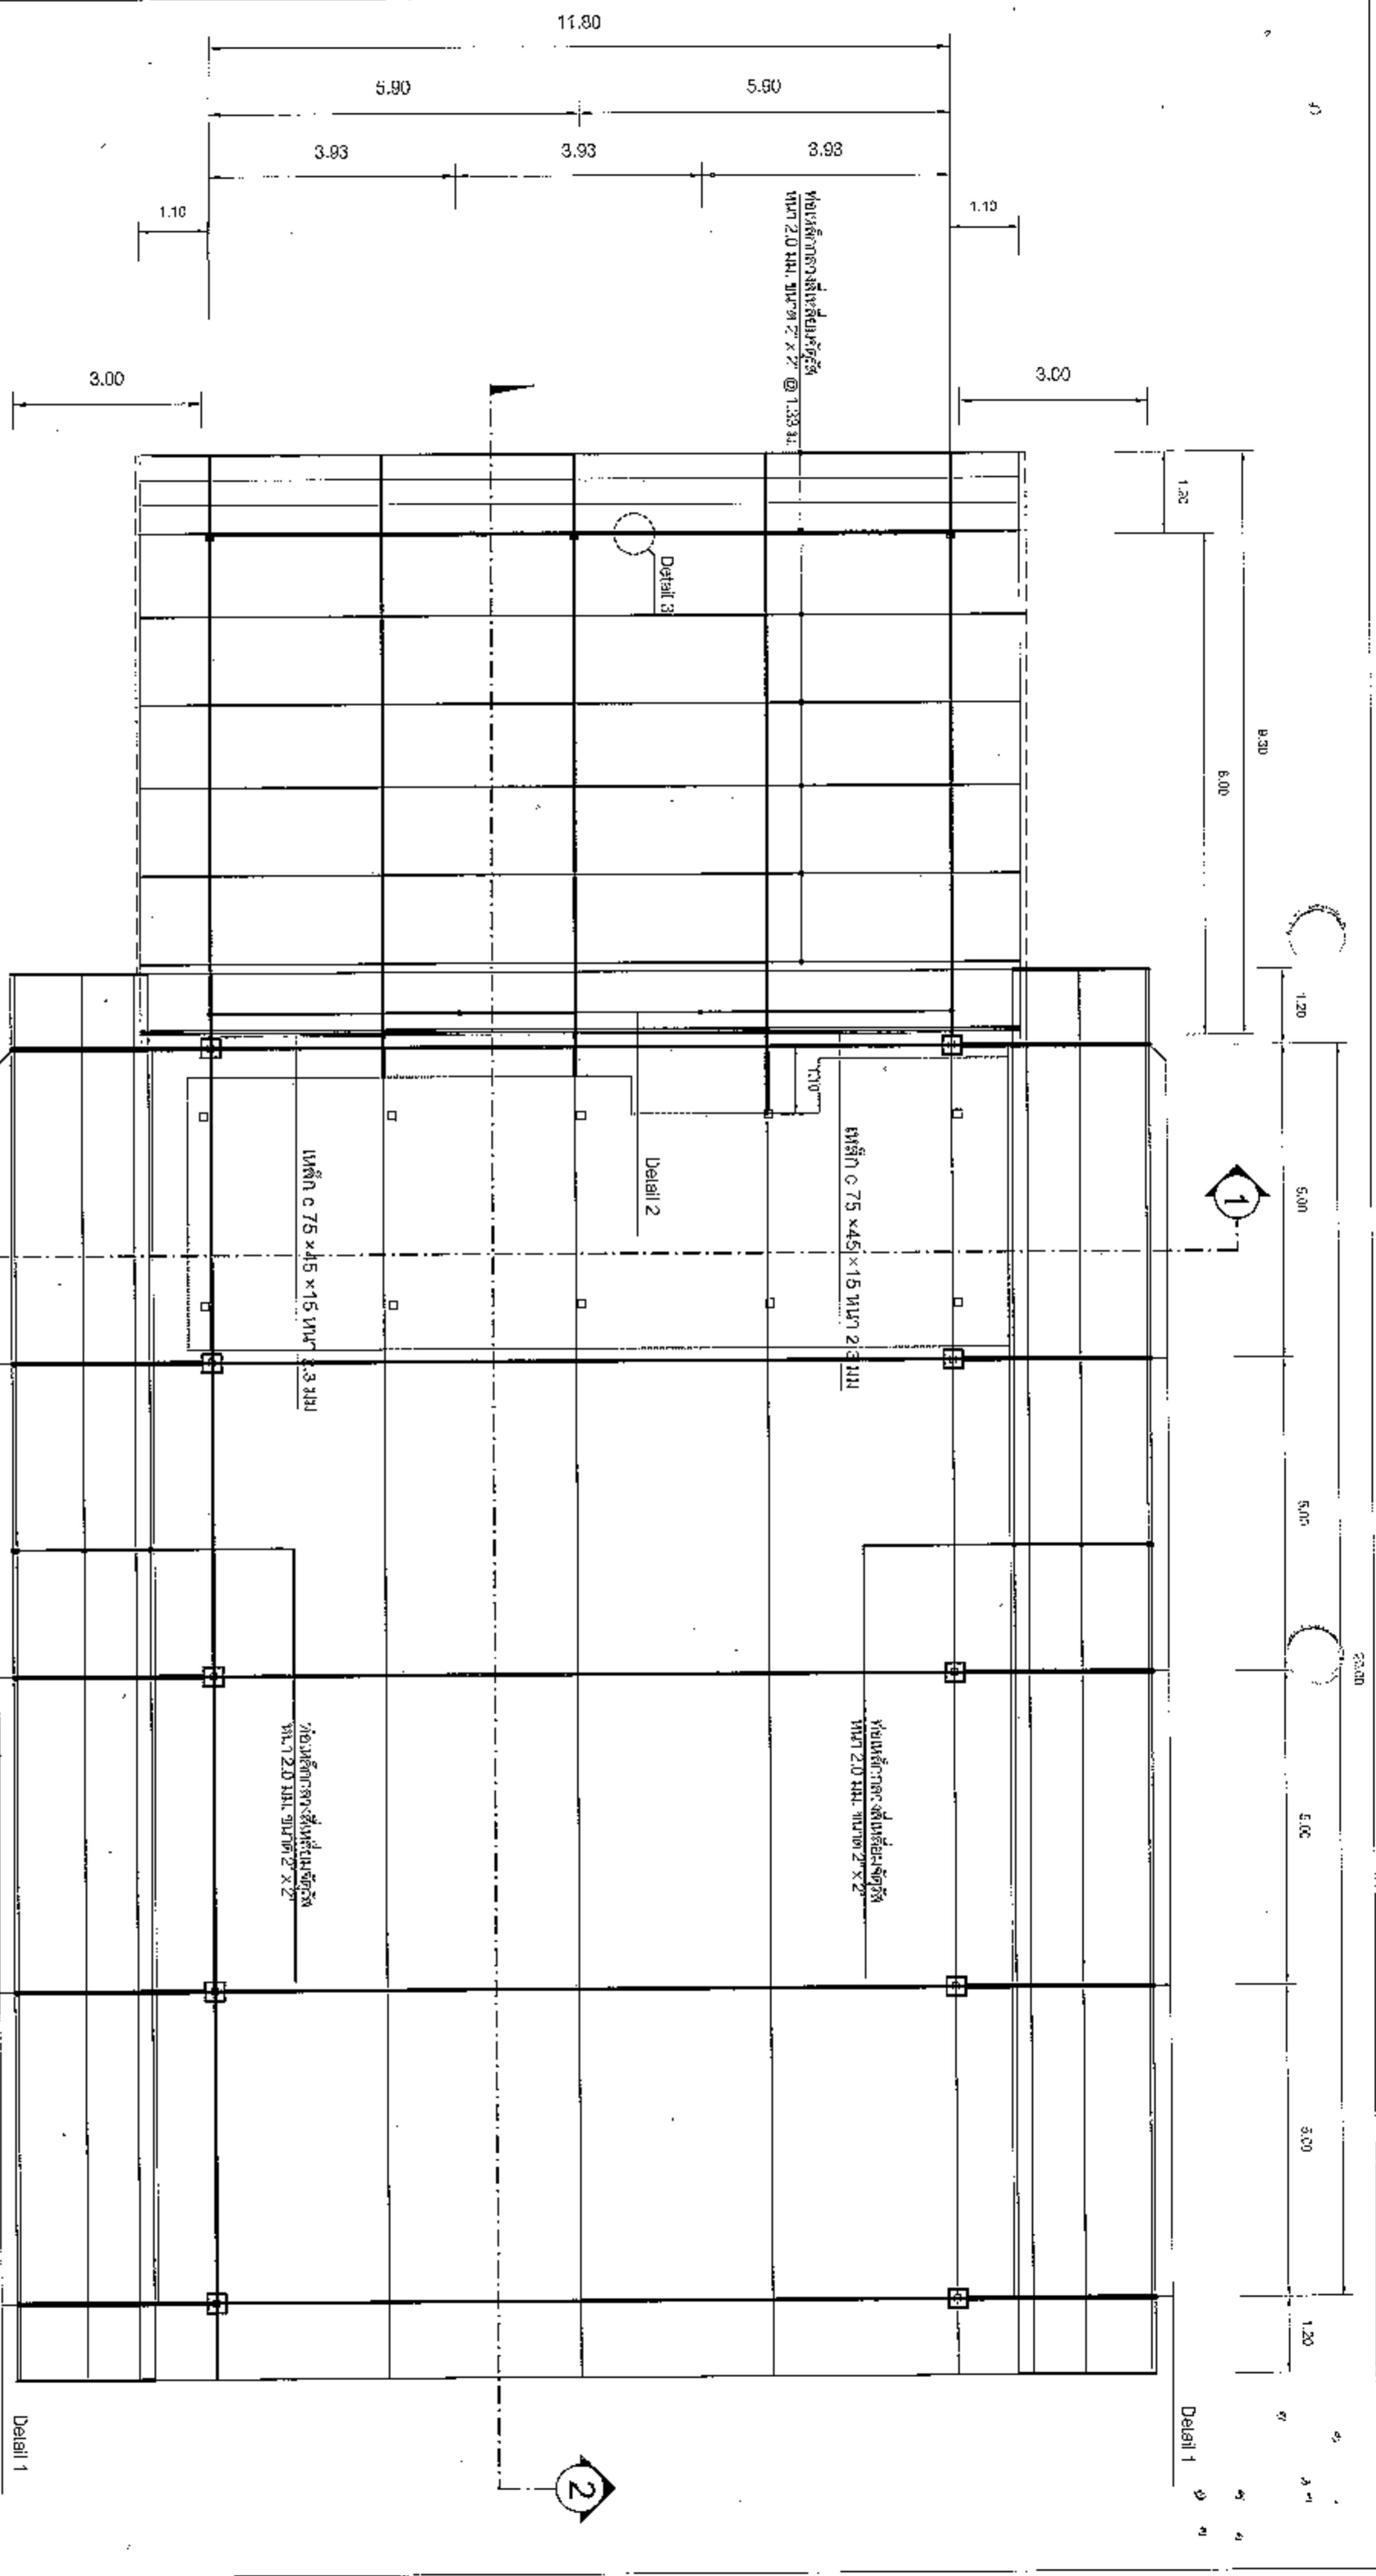 11.80
5.90
5.90
3.93
3.93
3.93
1.10
1.10
ท่อเหล็กกลวงสี่เหลี่ยมจัตุรัส
หนา 2.0 มม. ขนาด 2" x 2" @ 1.33 ม.
3.00
3.00
1.20
9.30
6.00
Detail 3
1.20
1.10
5.00
1
Detail 2
เหล็ก c 75 ×45 ×15 หนา 2.3 มม
เหล็ก c 75 ×45 ×15 หนา 2.3 มม
5.00
5.00
ท่อเหล็กกลวงสี่เหลี่ยมจัตุรัส
หนา 2.0 มม. ขนาด 2" x 2"
ท่อเหล็กกลวงสี่เหลี่ยมจัตุรัส
หนา 2.0 มม. ขนาด 2" x 2"
5.00
1.20
Detail 1
Detail 1
2